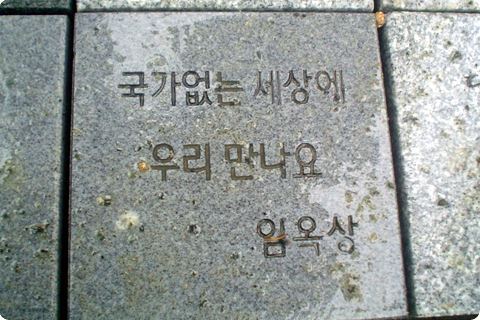 국가없는 세상에
우리 만나요
임옥상